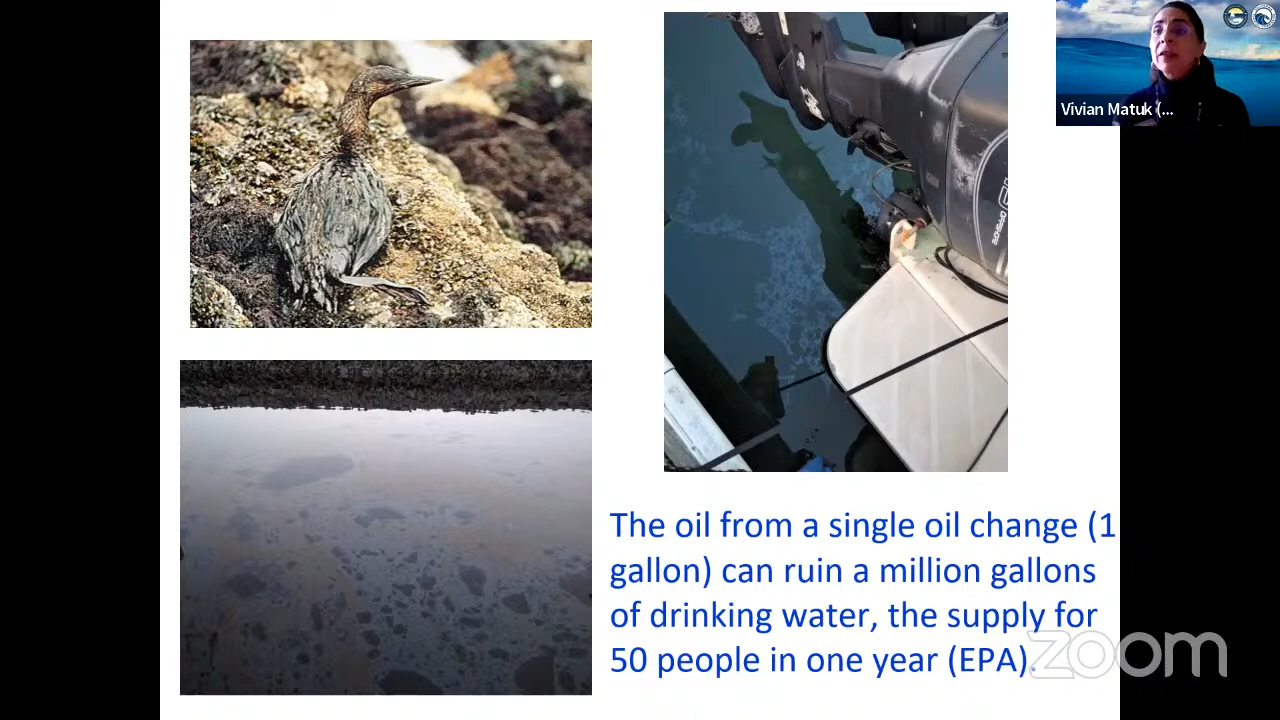 Vivian Matuk (...
OFFSHORE
The oil from a single oil change (1
gallon) can ruin a million gallons
of drinking water, the supply for
50 people in one year (EPA).
zoom